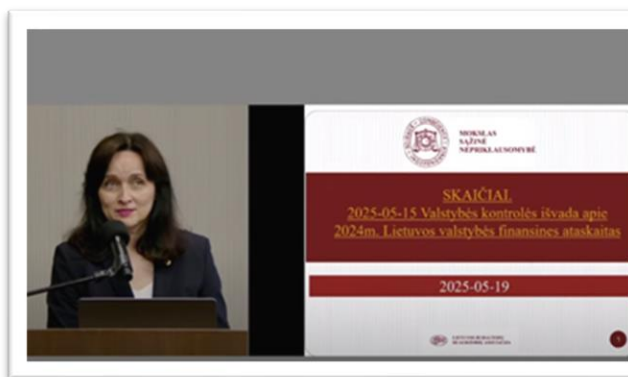 MOKSLAS
SĄŽINĖ
NEPRIKLAUSOMYBĖ
SKAIČIAI.
2025-05-15 Valstybės kontrolės išvada apie
2024m. Lietuvos valstybės finansines ataskaitas
2025-05-19